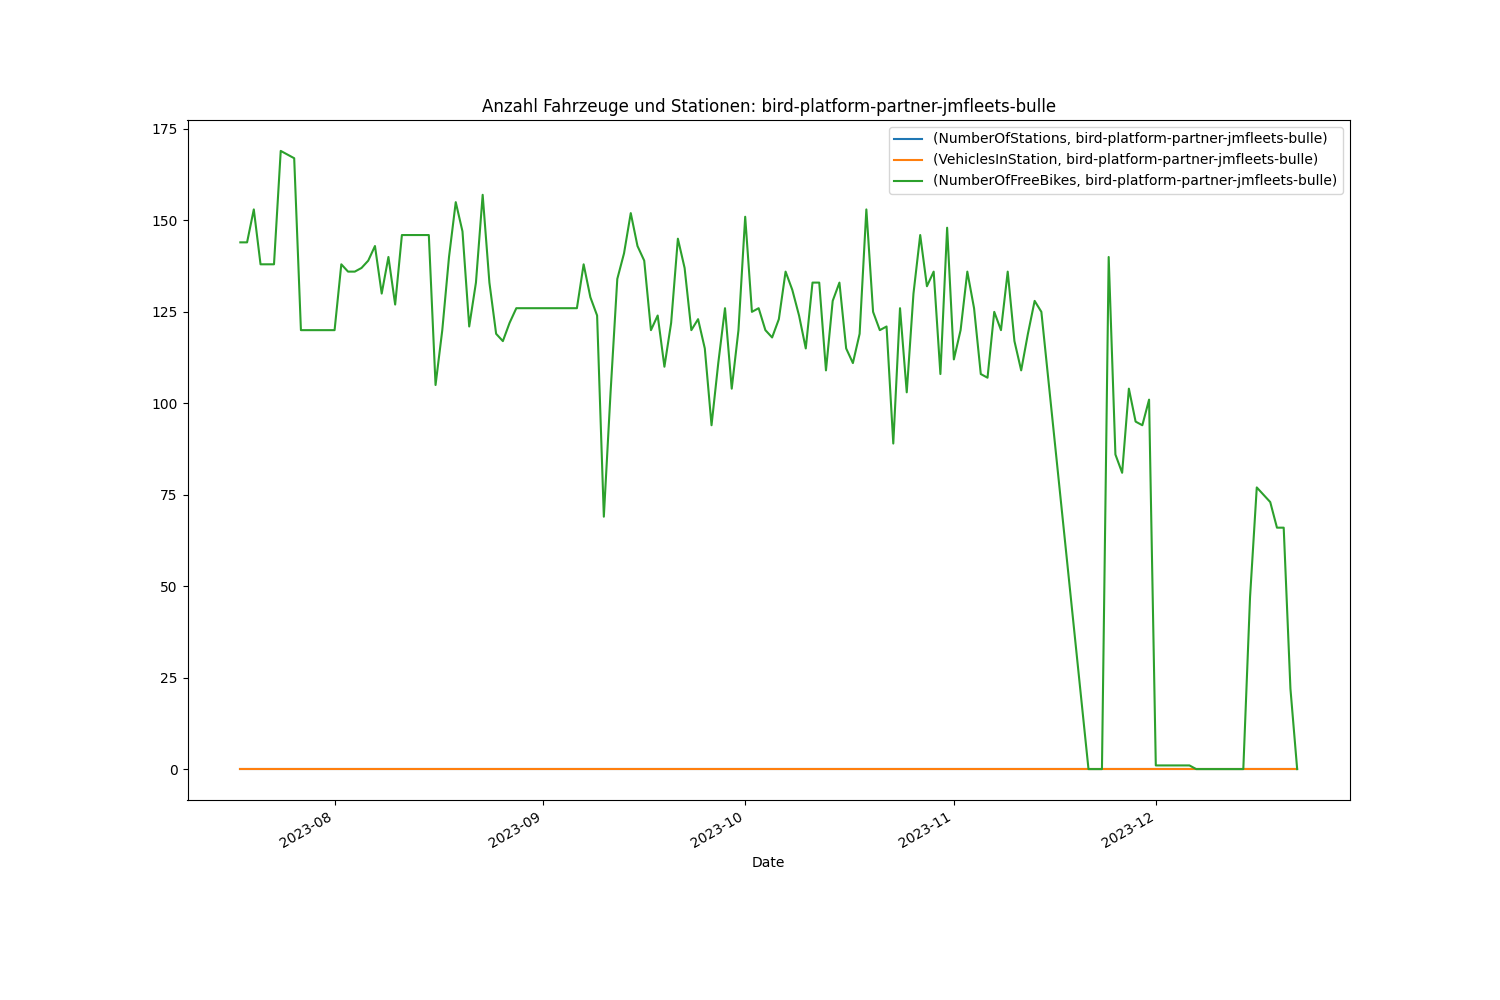 Anzahl Fahrzeuge und Stationen: bird-platform-partner-jmfleets-bulle
(NumberOfStations, bird-platform-partner-jmfleets-bulle)
(VehiclesInStation, bird-platform-partner-jmfleets-bulle)
(NumberOfFreeBikes, bird-platform-partner-jmfleets-bulle)
175
150
125
100
75
50
25
0
2023-08
2023-09
2023-10
2023-11
2023-12
Date